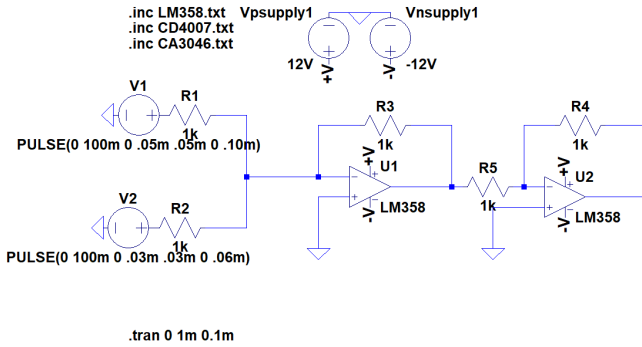 .inc LM358.txt
.inc CD4007.txt
.inc CA3046.txt
Vpsupply1
Vnsupply1
12V
+V
-V
-12V
V1
R1
1k
PULSE(0 100m 0 .05m .05m 0 .10m)
V2
R2
1k
PULSE(0 100m 0 .03m .03m 0 .06m)
R3
1k
+V
U1
-V
LM358
R5
1k
R4
1k
+V
U2
-V
LM358
.tran 0 1m 0.1m